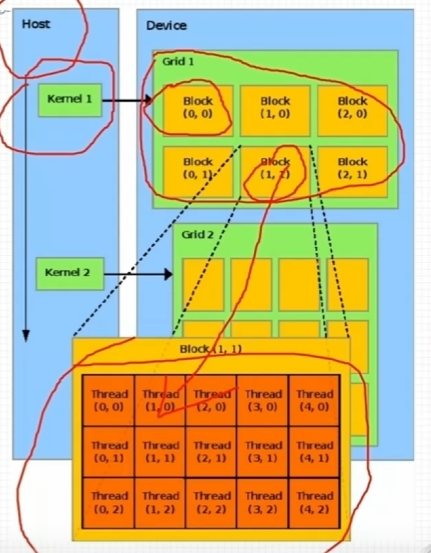 Host
Device
Grid 1
Kernel 1
Block
(0, 0)
Block
(1, 0)
Block
(2, 0)
Block
(0, 1)
Block
(1, 1)
Block
(2, 1)
Grid 2
Kernel 2
Block (1, 1)
Thread
(0, 0)
Thread
(1, 0)
Thread
(2, 0)
Thread
(3, 0)
Thread
(4, 0)
Thread
(0, 1)
Thread
(1, 1)
Thread
(2, 1)
Thread
(3, 1)
Thread
(4, 1)
Thread
(0, 2)
Thread
(1, 2)
Thread
(2, 2)
Thread
(3, 2)
Thread
(4, 2)